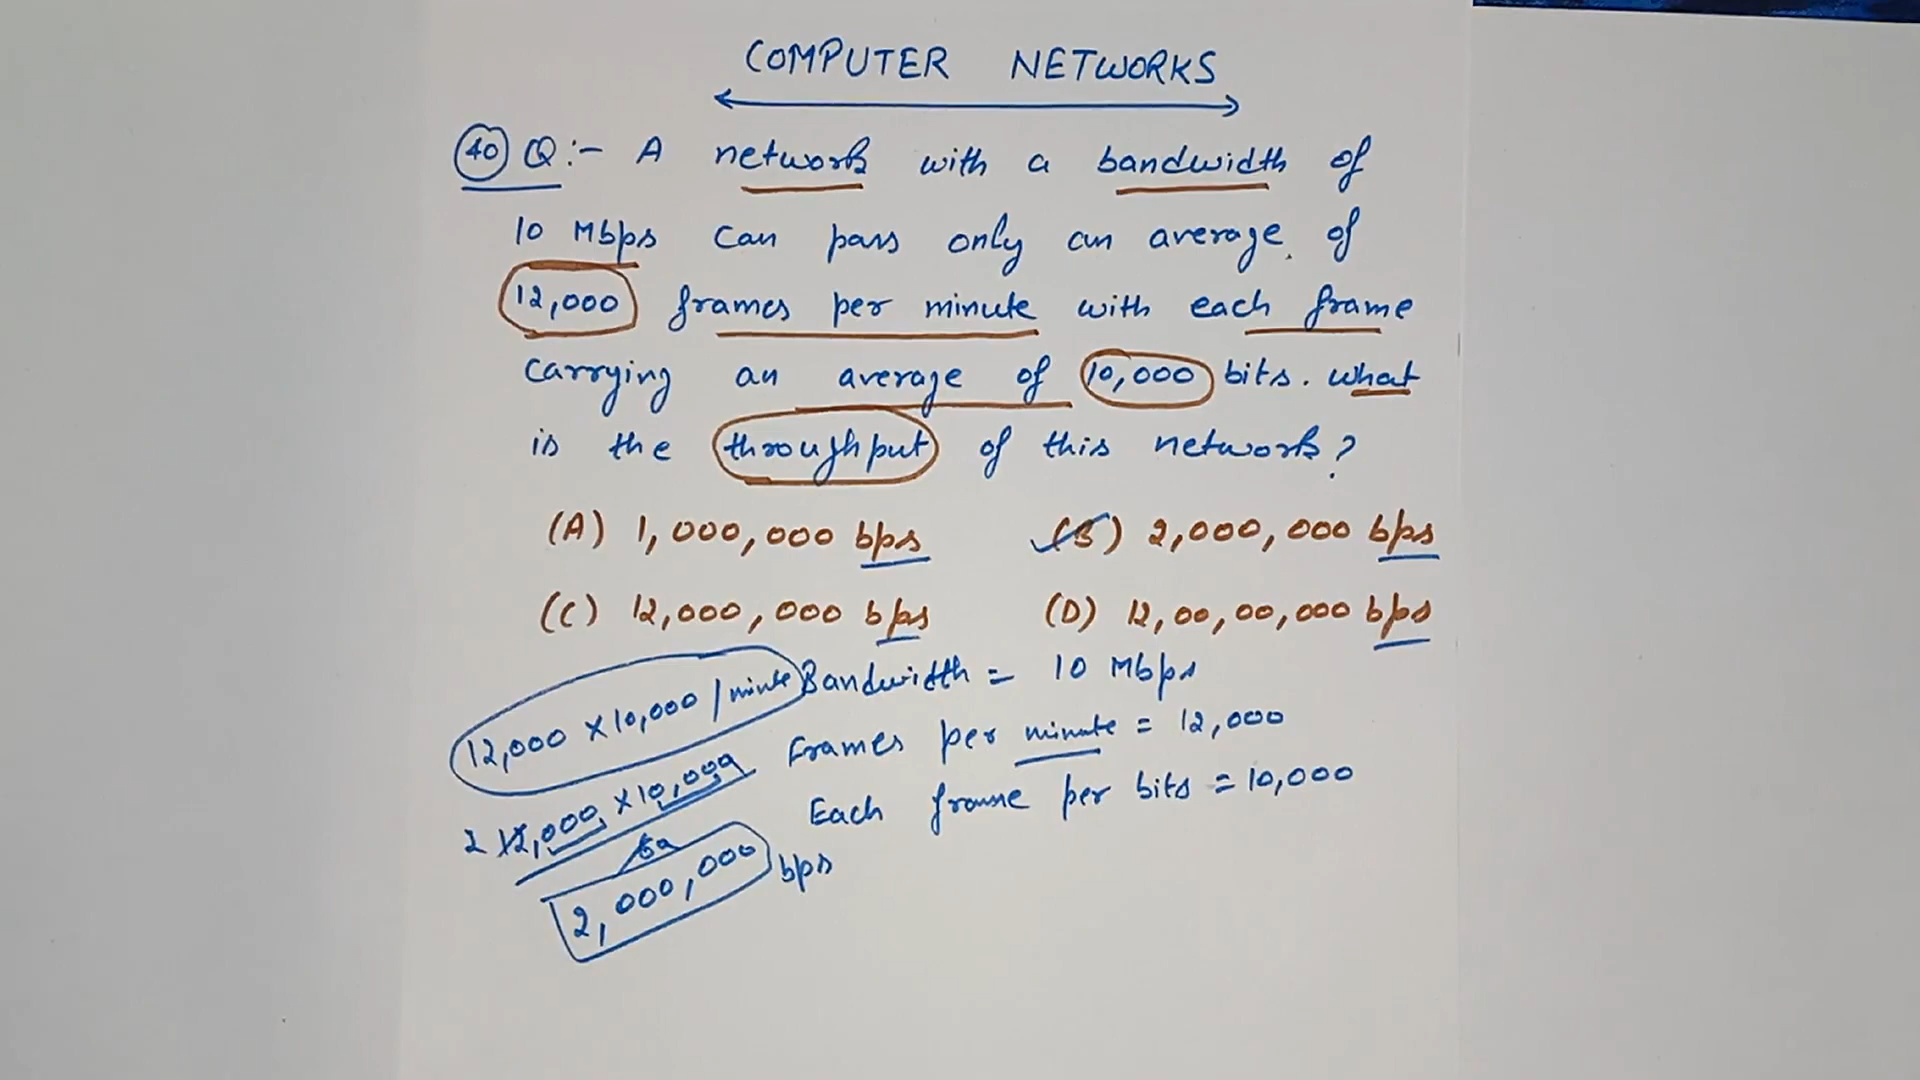 COMPUTER NETWORKS
40 Q:- A network with a bandwidth of
10 Mbps can pass only an average of
12,000 frames per minute with each frame
carrying an average of 10,000 bits. what
is the throughput of this network?
(A) 1,000,000 bps (B) 2,000,000 bps
(C) 12,000,000 bps (D) 12,00,00,000 bps
12,000 x 10,000 / minute Bandwidth = 10 Mbps
Frames per minute = 12,000
2 12,000 x 10,000
Each frame per bits = 10,000
60
2,000,000 bps